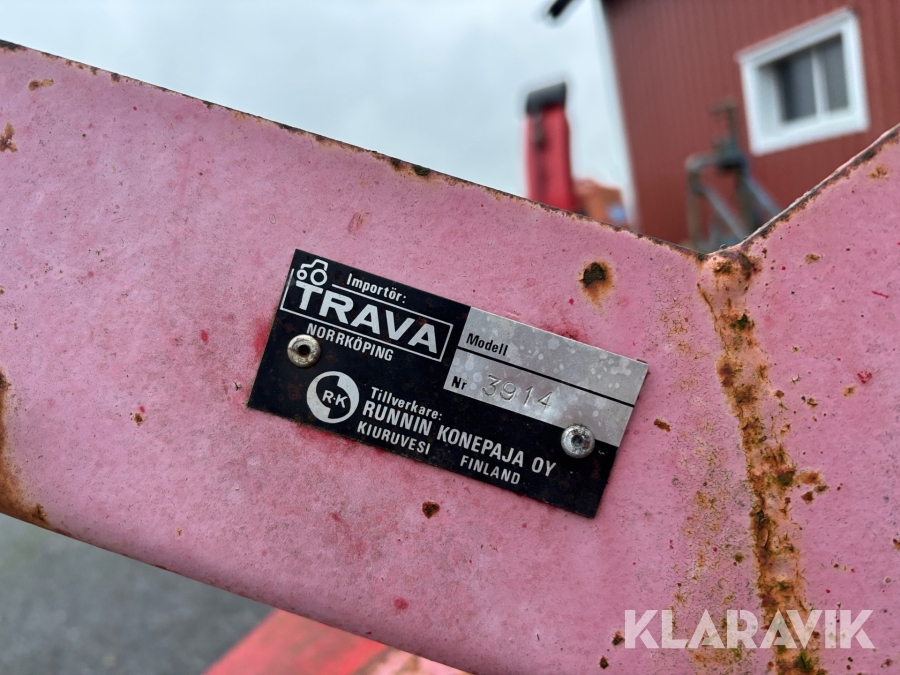 Importör:
TRAVA
NORRKÖPING
Modell
Nr 3914
R·K
Tillverkare:
RUNNIN KONEPAJA OY
KIURUVESI FINLAND
KLARAVIK